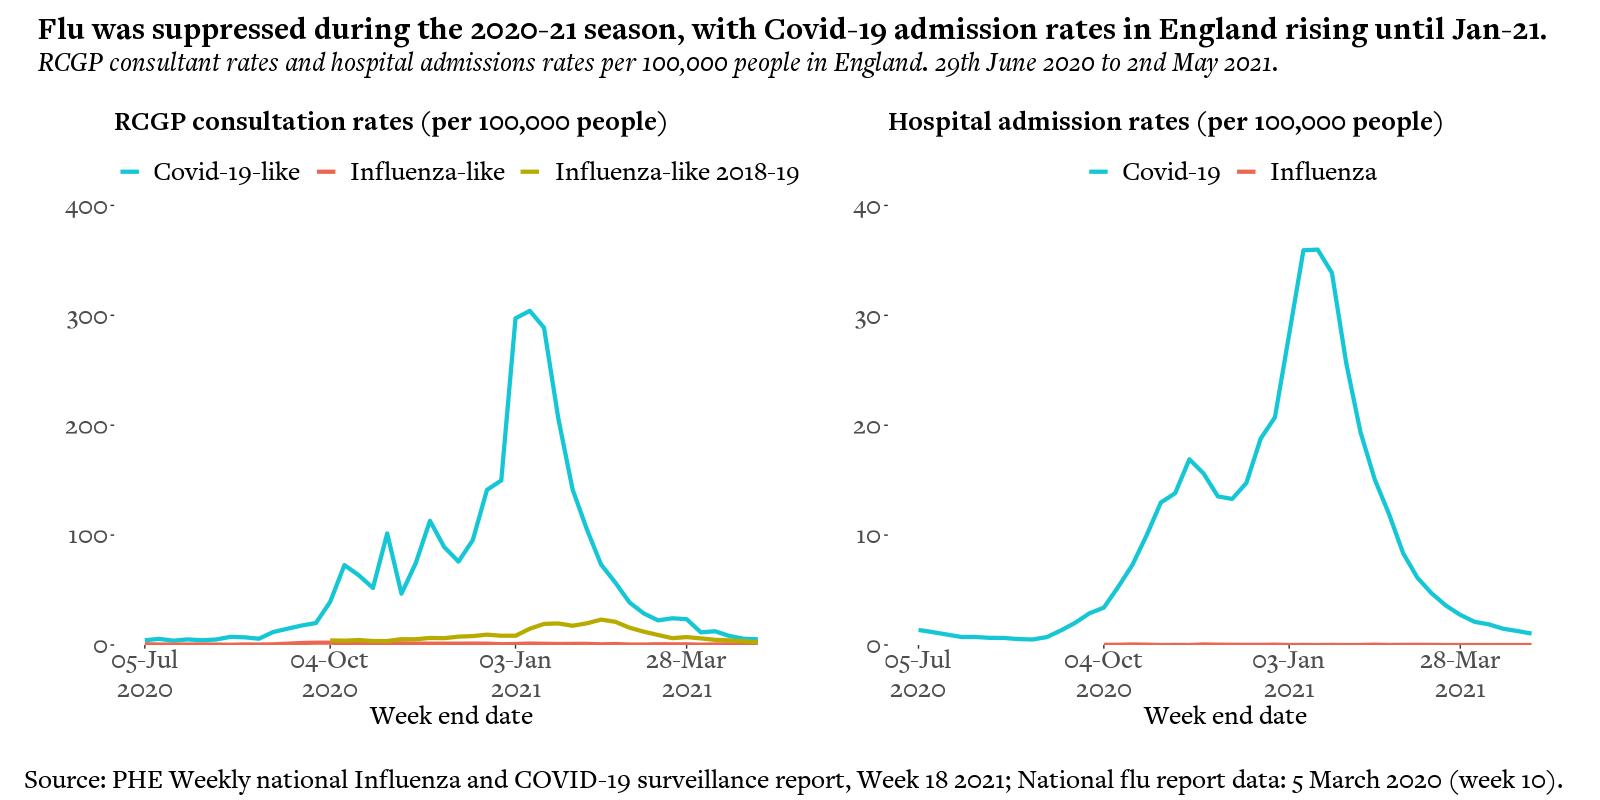 Flu was suppressed during the 2020-21 season, with Covid-19 admission rates in England rising until Jan-21.
RCGP consultant rates and hospital admissions rates per 100,000 people in England. 29th June 2020 to 2nd May 2021.
RCGP consultation rates (per 100,000 people)
Covid-19-like Influenza-like Influenza-like 2018-19
400
300
200
100
0
05-Jul 04-Oct 03-Jan 28-Mar
2020 2020 2021 2021
Week end date
Hospital admission rates (per 100,000 people)
Covid-19 Influenza
40
30
20
10
0
05-Jul 04-Oct 03-Jan 28-Mar
2020 2020 2021 2021
Week end date
Source: PHE Weekly national Influenza and COVID-19 surveillance report, Week 18 2021; National flu report data: 5 March 2020 (week 10).